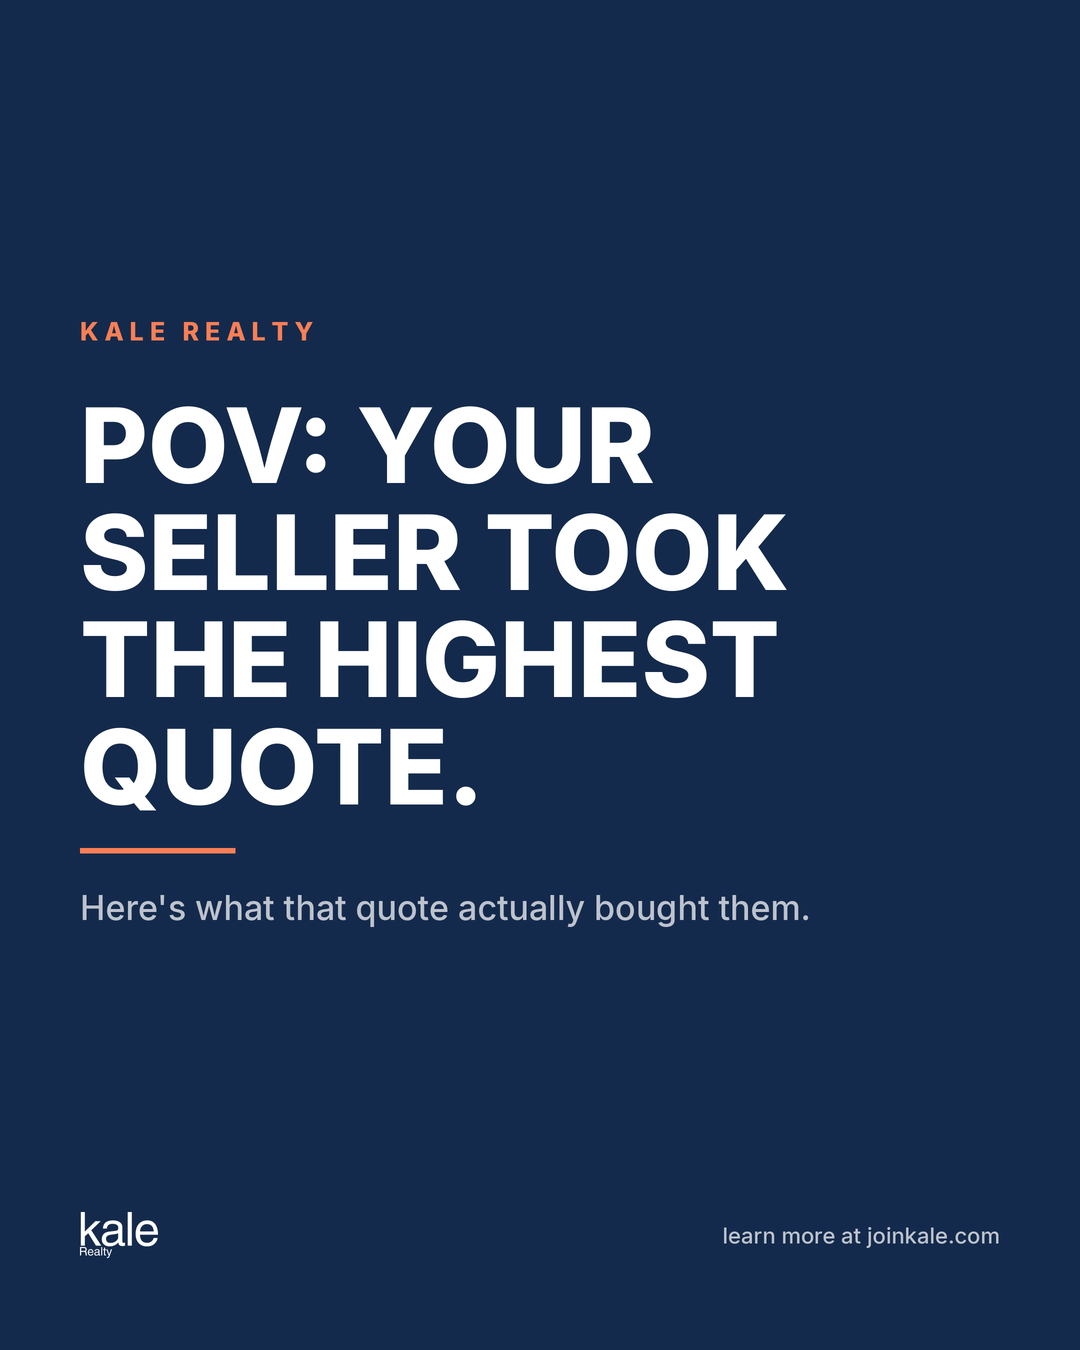 KALE REALTY
POV: YOUR
SELLER TOOK
THE HIGHEST
QUOTE.
Here's what that quote actually bought them.
kale
Realty
learn more at joinkale.com